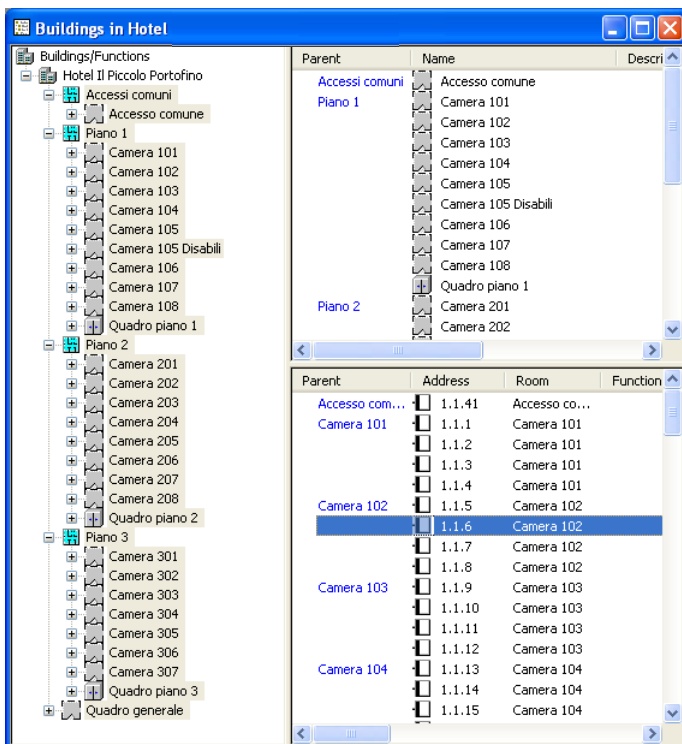 Buildings in Hotel
Buildings/Functions
Hotel Il Piccolo Portofino
Accessi comuni
Accesso comune
Piano 1
Camera 101
Camera 102
Camera 103
Camera 104
Camera 105
Camera 105 Disabili
Camera 106
Camera 107
Camera 108
Quadro piano 1
Piano 2
Camera 201
Camera 202
Camera 203
Camera 204
Camera 205
Camera 206
Camera 207
Camera 208
Quadro piano 2
Piano 3
Camera 301
Camera 302
Camera 303
Camera 304
Camera 305
Camera 306
Camera 307
Quadro piano 3
Quadro generale
Parent Name Descri
Accessi comuni Accesso comune
Piano 1 Camera 101
Camera 102
Camera 103
Camera 104
Camera 105
Camera 105 Disabili
Camera 106
Camera 107
Camera 108
Quadro piano 1
Piano 2 Camera 201
Camera 202
Parent Address Room Function
Accesso com... 1.1.41 Accesso co...
Camera 101 1.1.1 Camera 101
1.1.2 Camera 101
1.1.3 Camera 101
1.1.4 Camera 101
Camera 102 1.1.5 Camera 102
1.1.6 Camera 102
1.1.7 Camera 102
1.1.8 Camera 102
Camera 103 1.1.9 Camera 103
1.1.10 Camera 103
1.1.11 Camera 103
1.1.12 Camera 103
Camera 104 1.1.13 Camera 104
1.1.14 Camera 104
1.1.15 Camera 104